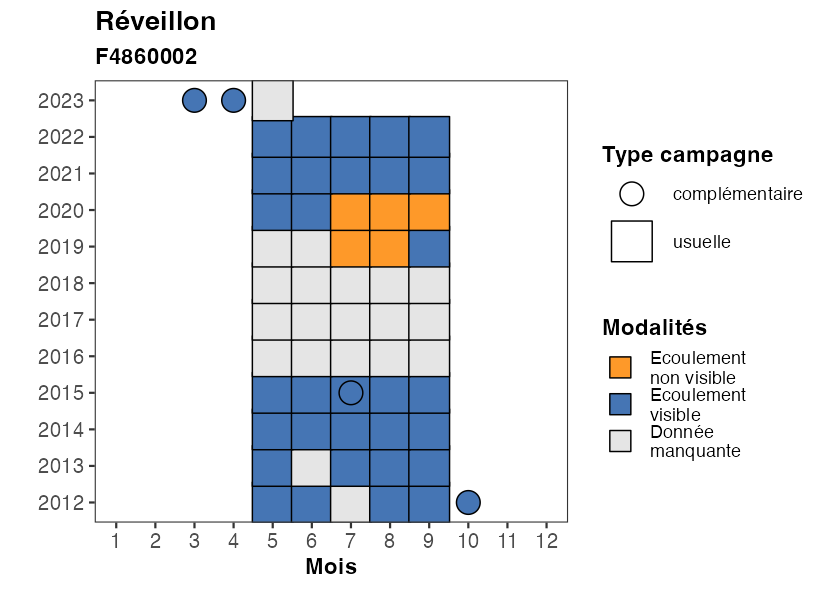 Réveillon
F4860002
2023
2022
2021
2020
2019
2018
2017
2016
2015
2014
2013
2012
1 2 3 4 5 6 7 8 9 10 11 12
Mois
Type campagne
complémentaire
usuelle
Modalités
Ecoulement
non visible
Ecoulement
visible
Donnée
manquante